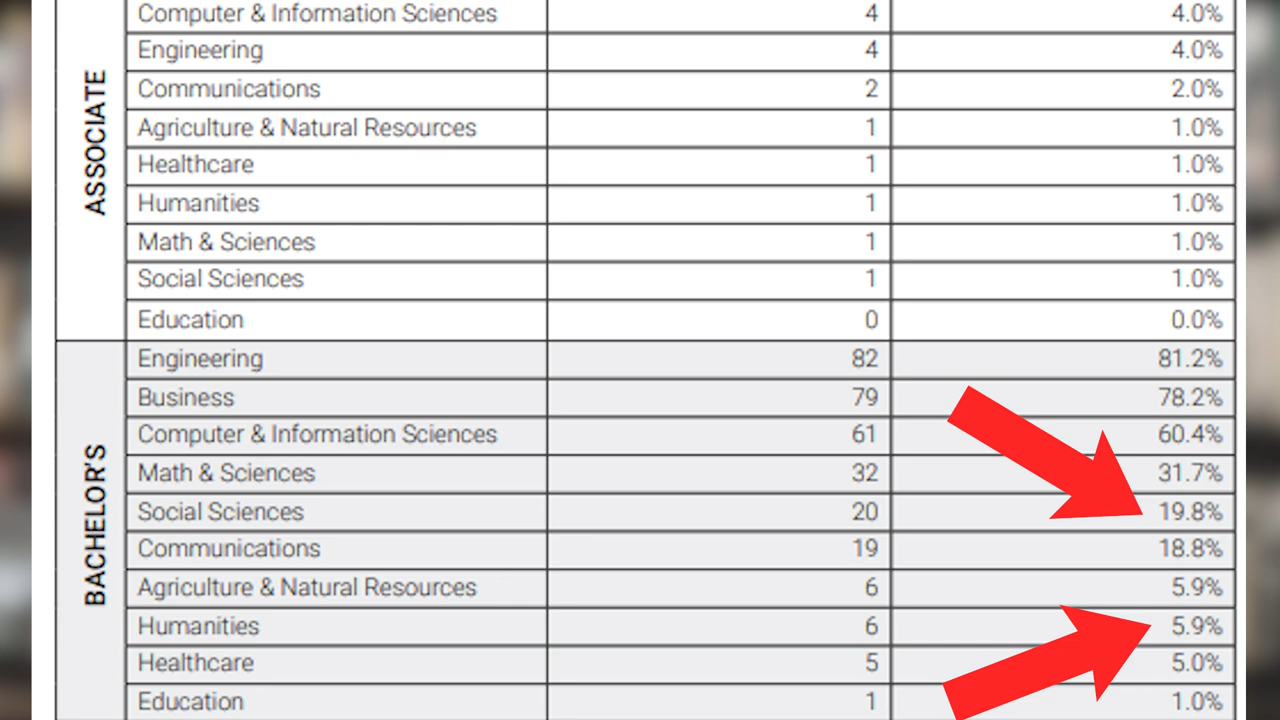 ASSOCIATE
Computer & Information Sciences 4 4.0%
Engineering 4 4.0%
Communications 2 2.0%
Agriculture & Natural Resources 1 1.0%
Healthcare 1 1.0%
Humanities 1 1.0%
Math & Sciences 1 1.0%
Social Sciences 1 1.0%
Education 0 0.0%
BACHELOR'S
Engineering 82 81.2%
Business 79 78.2%
Computer & Information Sciences 61 60.4%
Math & Sciences 32 31.7%
Social Sciences 20 19.8%
Communications 19 18.8%
Agriculture & Natural Resources 6 5.9%
Humanities 6 5.9%
Healthcare 5 5.0%
Education 1 1.0%